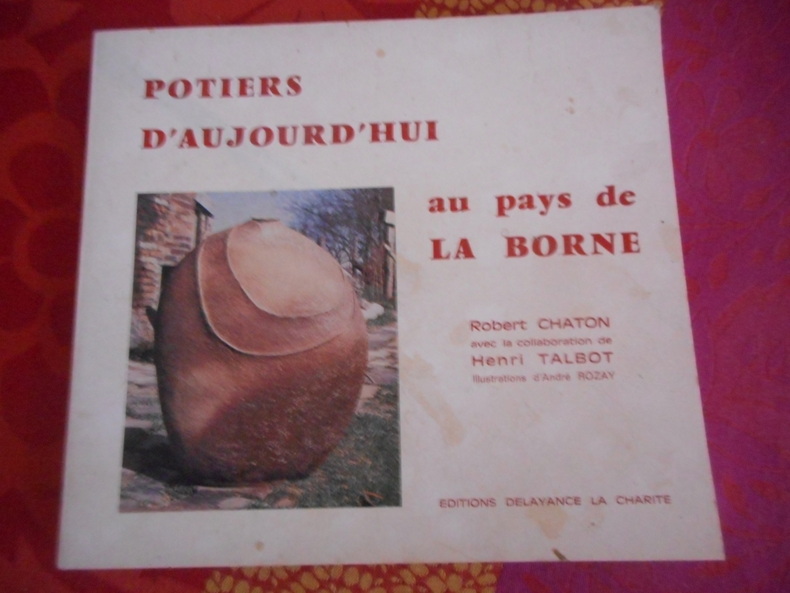 POTIERS
D'AUJOURD'HUI
au pays de
LA BORNE
Robert CHATON
avec la collaboration de
Henri TALBOT
Illustrations d'André ROZAY
EDITIONS DELAYANCE LA CHARITE